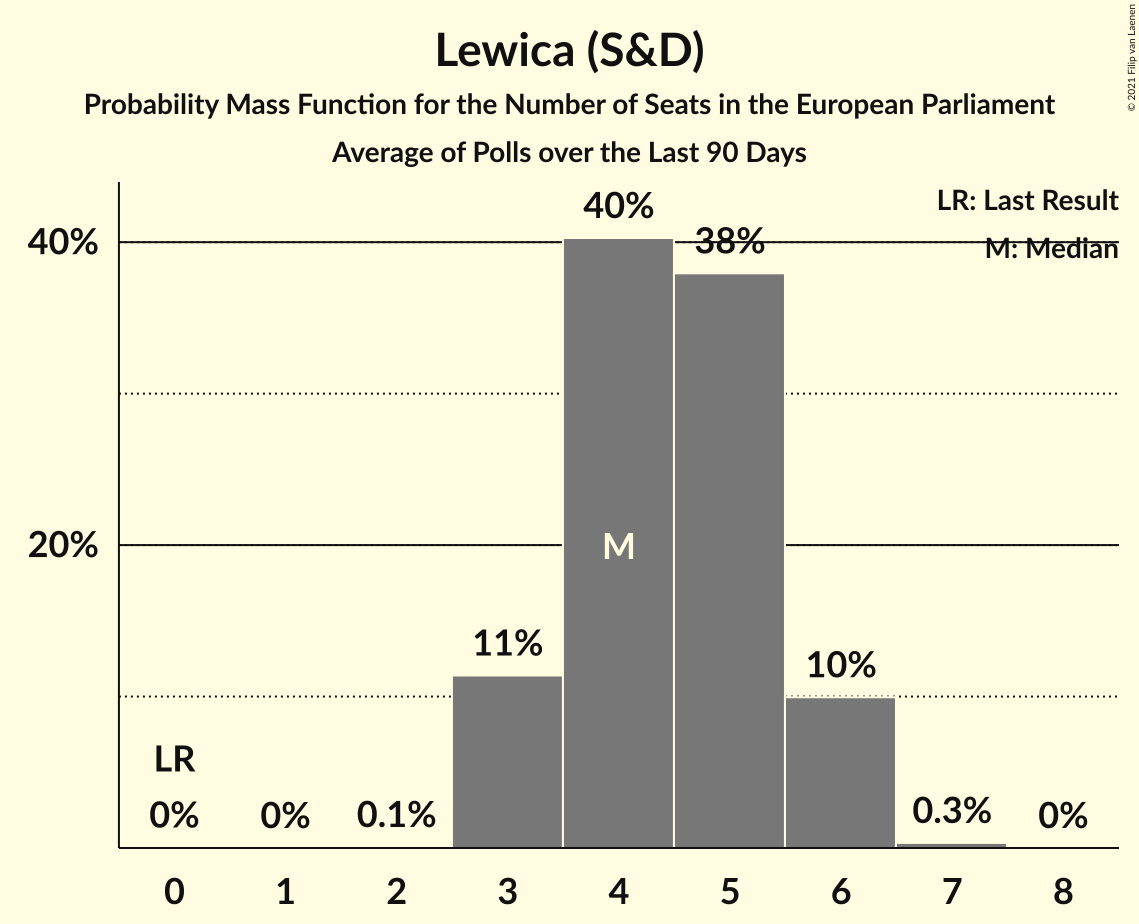 Lewica (S&D)
Probability Mass Function for the Number of Seats in the European Parliament
Average of Polls over the Last 90 Days
© 2021 Filip van Laenen
LR: Last Result
M: Median
40%
20%
LR
0%
0%
0.1%
11%
40%
M
38%
10%
0.3%
0%
0 1 2 3 4 5 6 7 8